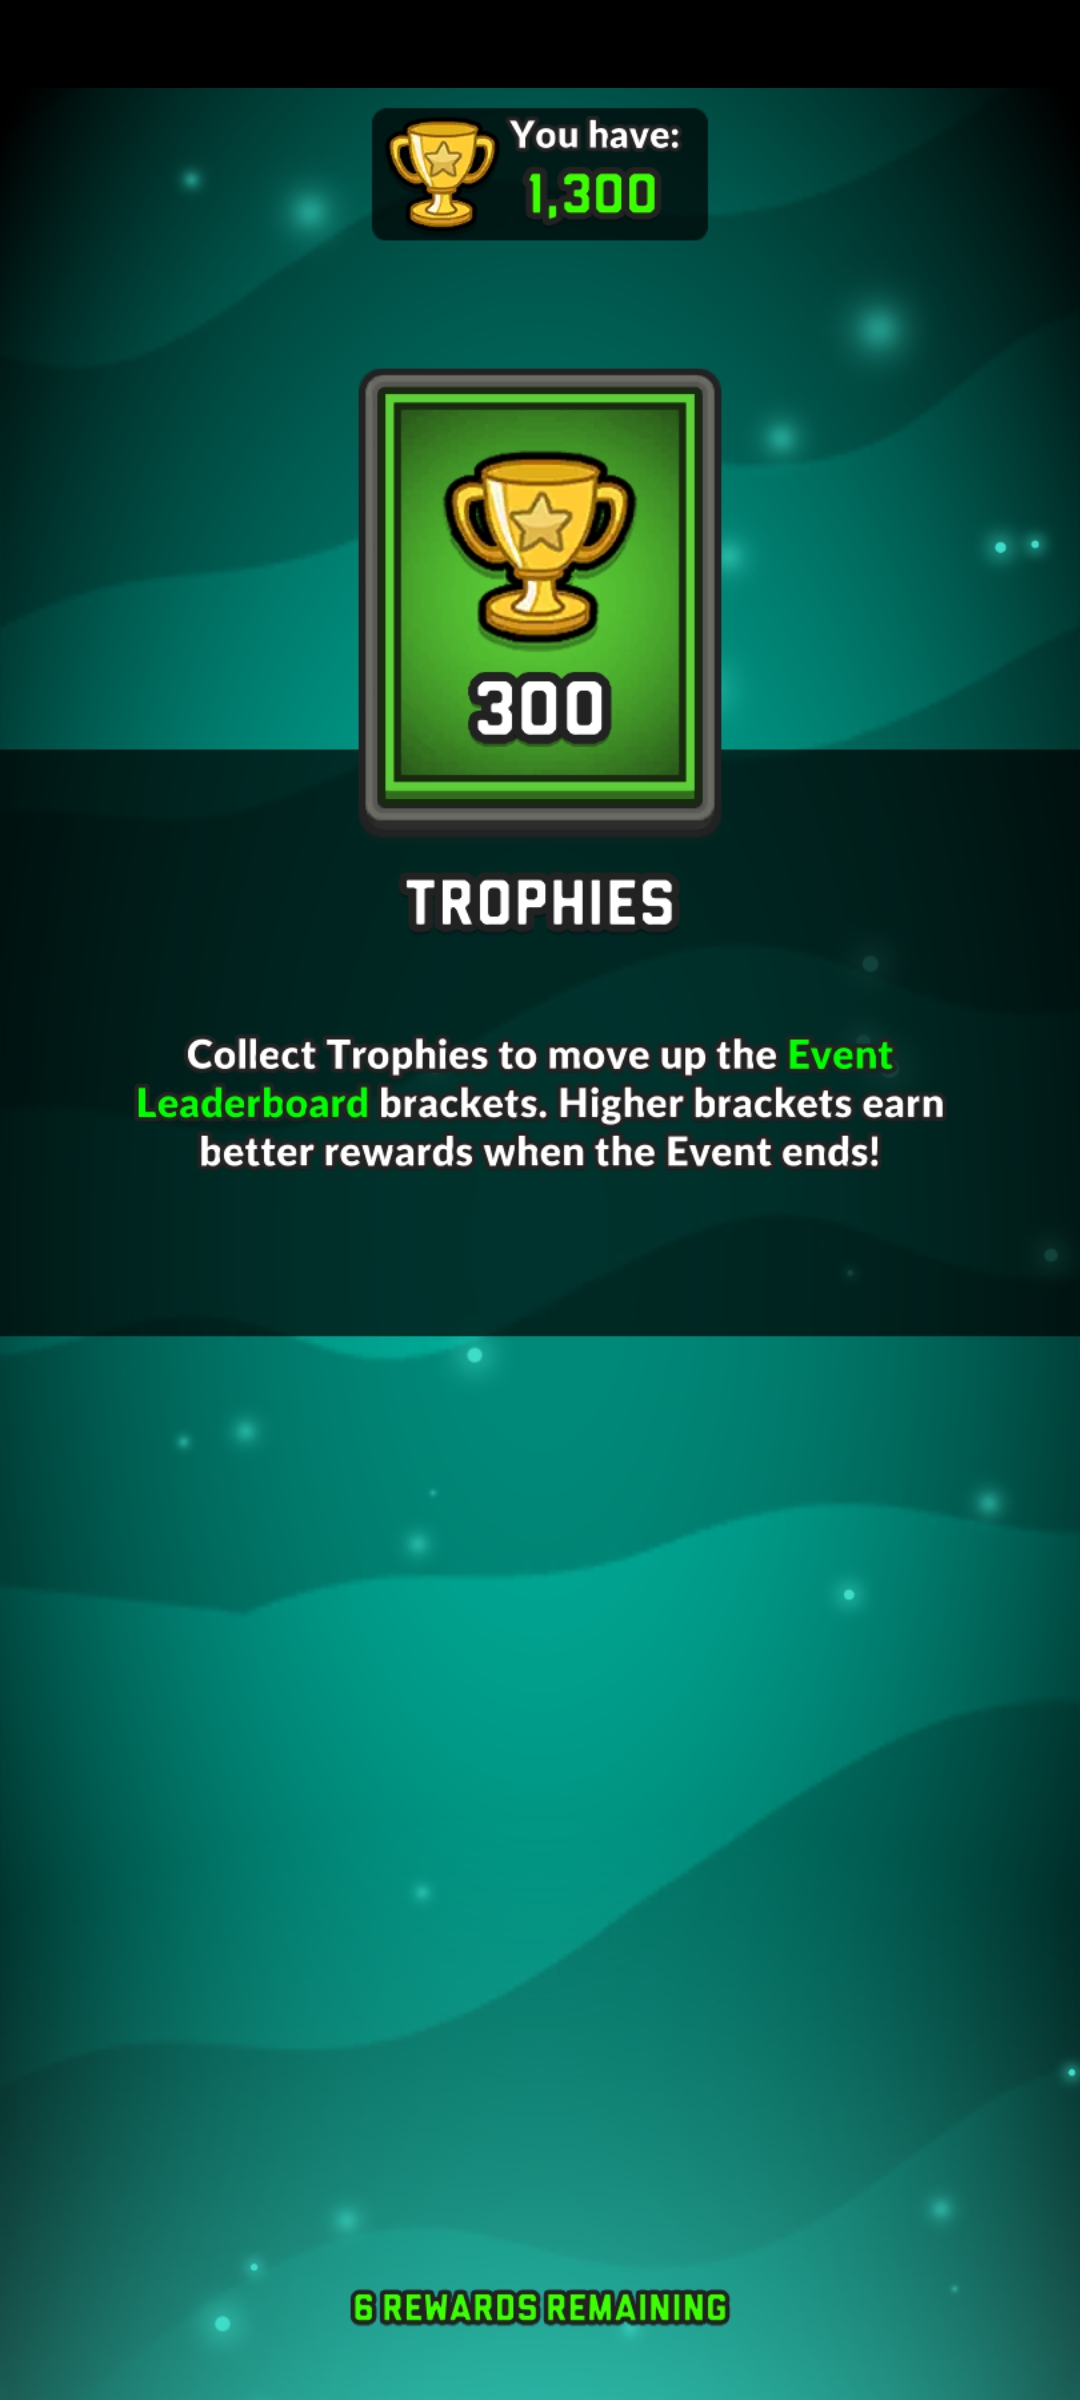 You have:
1,300
300
TROPHIES
Collect Trophies to move up the Event
Leaderboard brackets. Higher brackets earn
better rewards when the Event ends!
6 REWARDS REMAINING